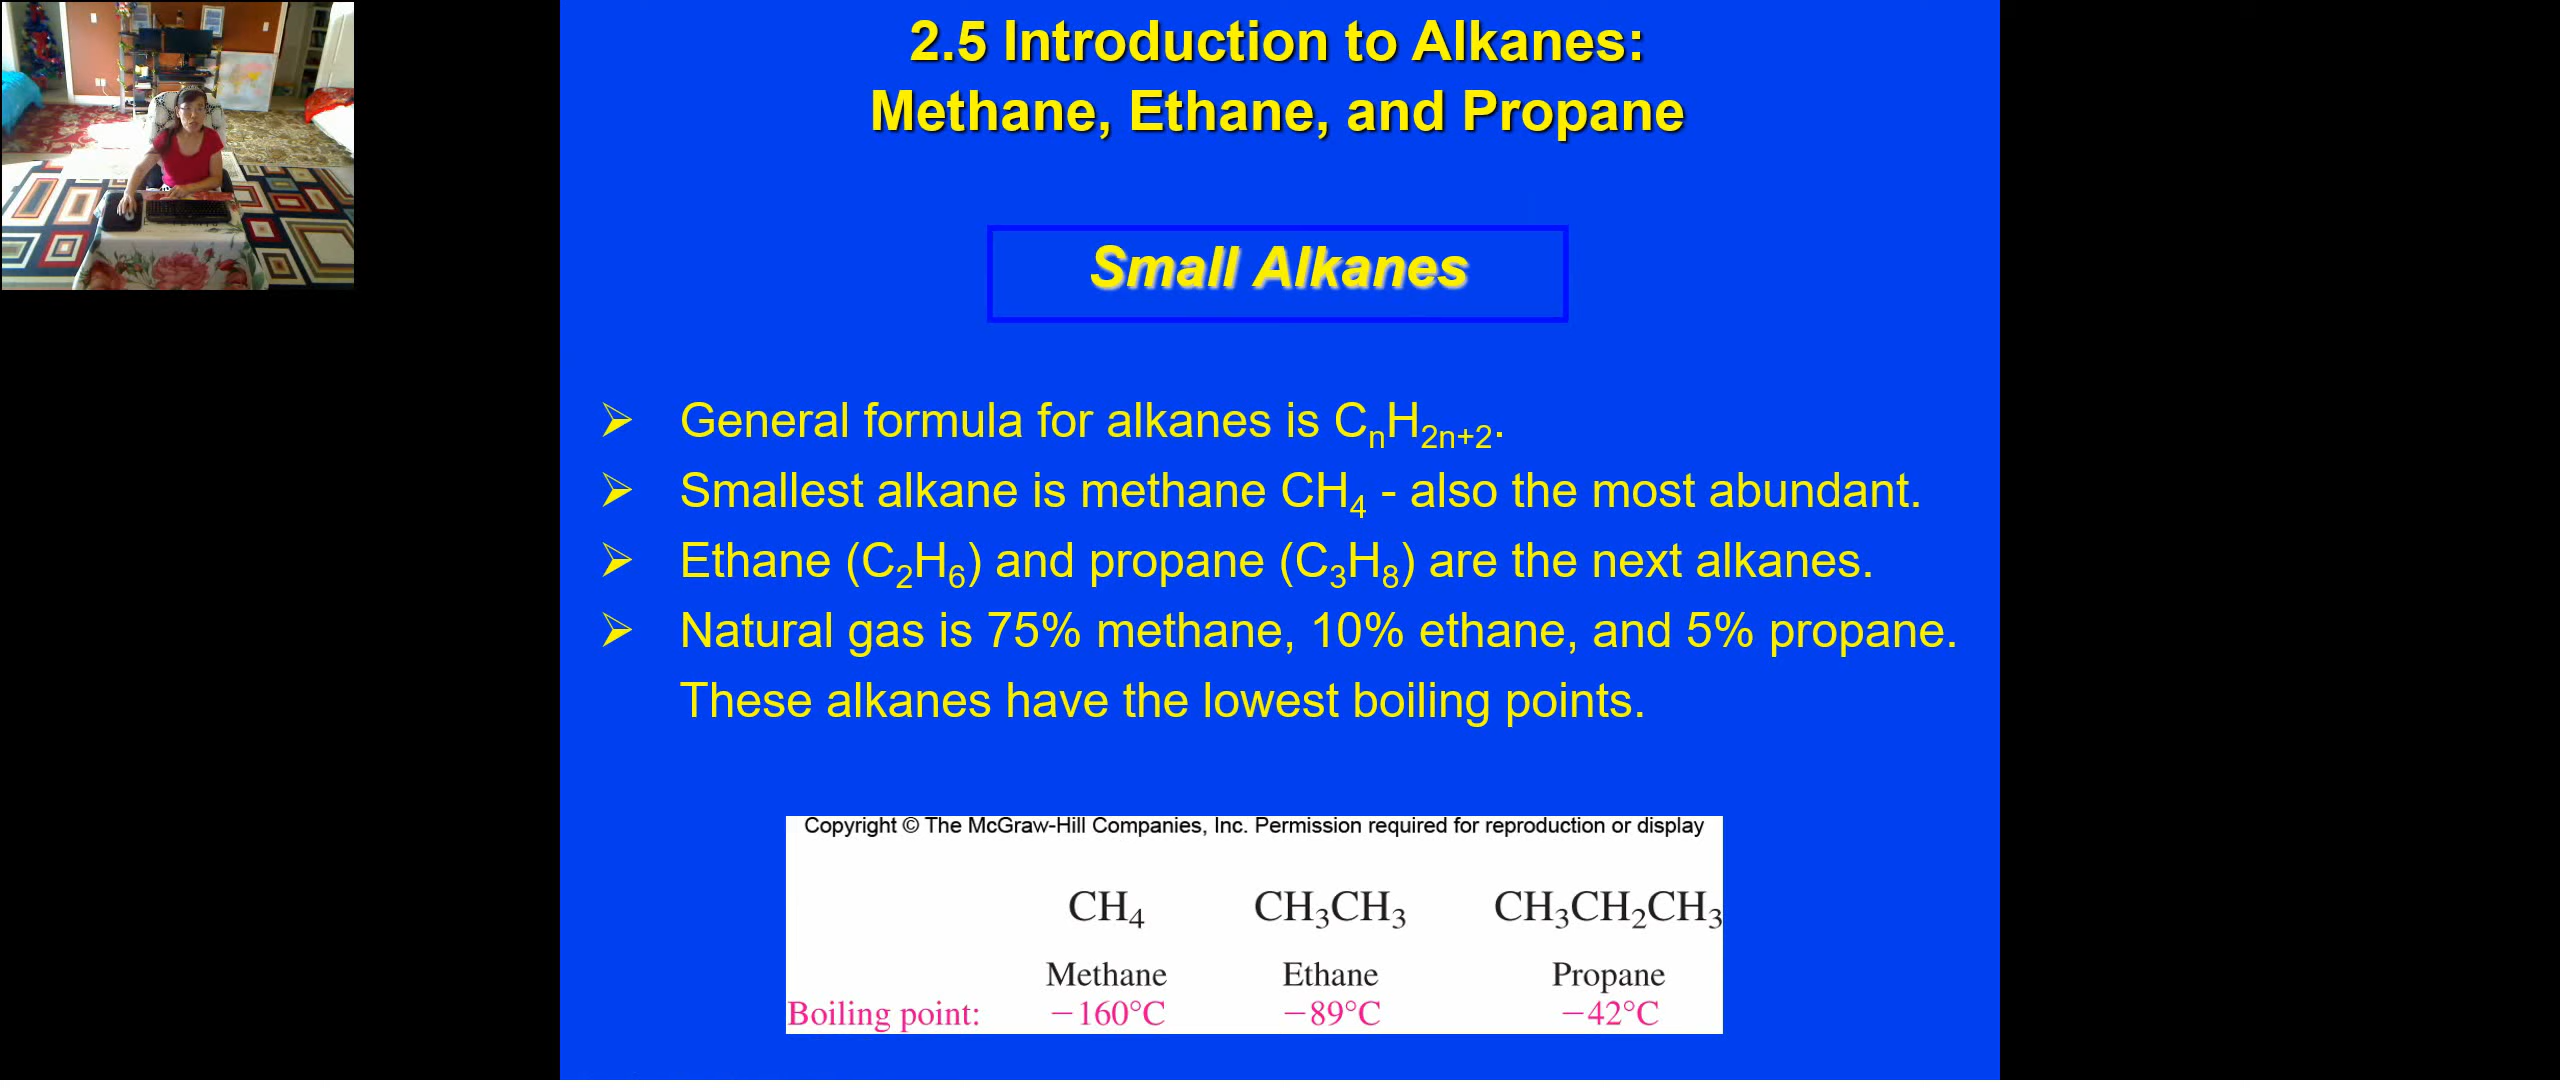 2.5 Introduction to Alkanes:
Methane, Ethane, and Propane
Small Alkanes
➢ General formula for alkanes is CₙH₂ₙ₊₂.
➢ Smallest alkane is methane CH₄ - also the most abundant.
➢ Ethane (C₂H₆) and propane (C₃H₈) are the next alkanes.
➢ Natural gas is 75% methane, 10% ethane, and 5% propane.
These alkanes have the lowest boiling points.
Copyright © The McGraw-Hill Companies, Inc. Permission required for reproduction or display
CH₄ CH₃CH₃ CH₃CH₂CH₃
Methane Ethane Propane
Boiling point: −160°C −89°C −42°C